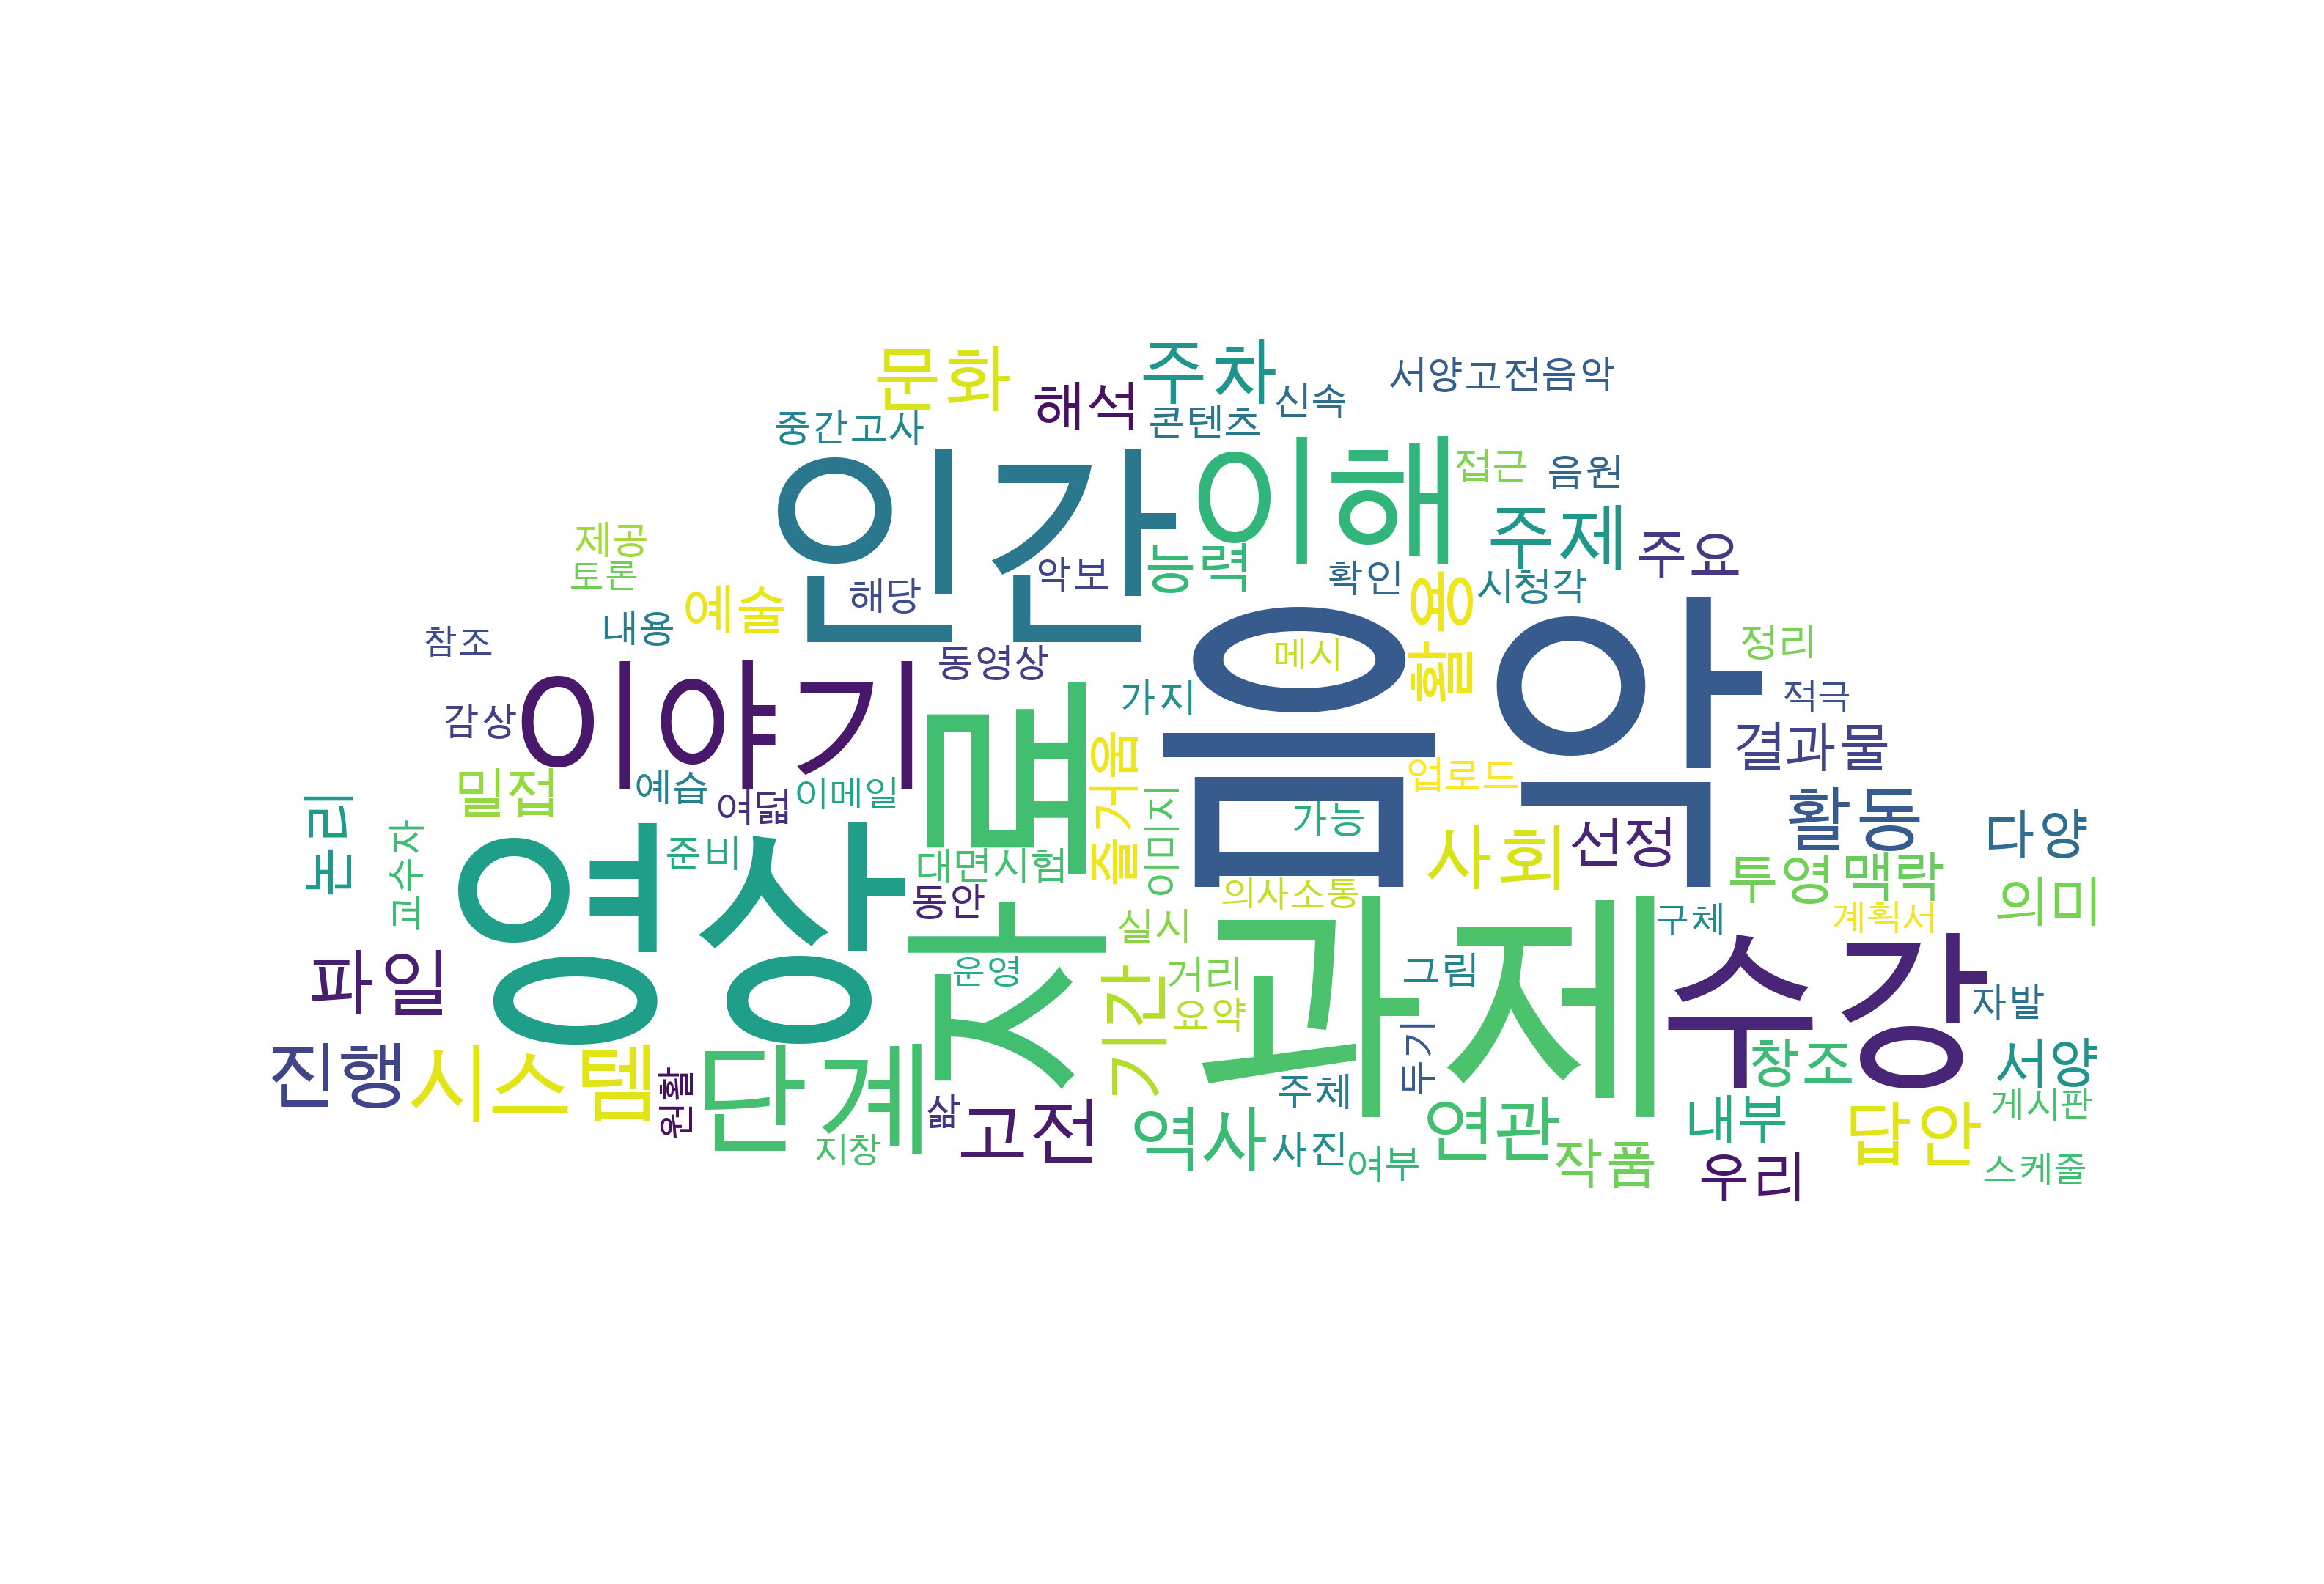 문화
해석
주차
신속
서양고전음악
중간고사
콘텐츠
인간
이해
접근
음원
제공
토론
악보
능력
확인
주제
주요
시청각
활용
예술
해당
내용
참조
동영상
메시
음악
정리
적극
감상
이야기
조별
가지
즐거움
이미지
업로드
결과물
밀접
예습
여덟
이메일
가능
활동
다양
논리
교수자
준비
영상
대면시험
동안
의사소통
사회
선정
투영
맥락
의미
계획서
구체
실시
파일
운영
기간
거리
요약
과제
그림
수강
자발
진행
시스템
원활
단계
지창
삶
고전
역사
주체
두기
사진
여부
연관
작품
창조
서양
내부
우리
답안
게시판
스케줄